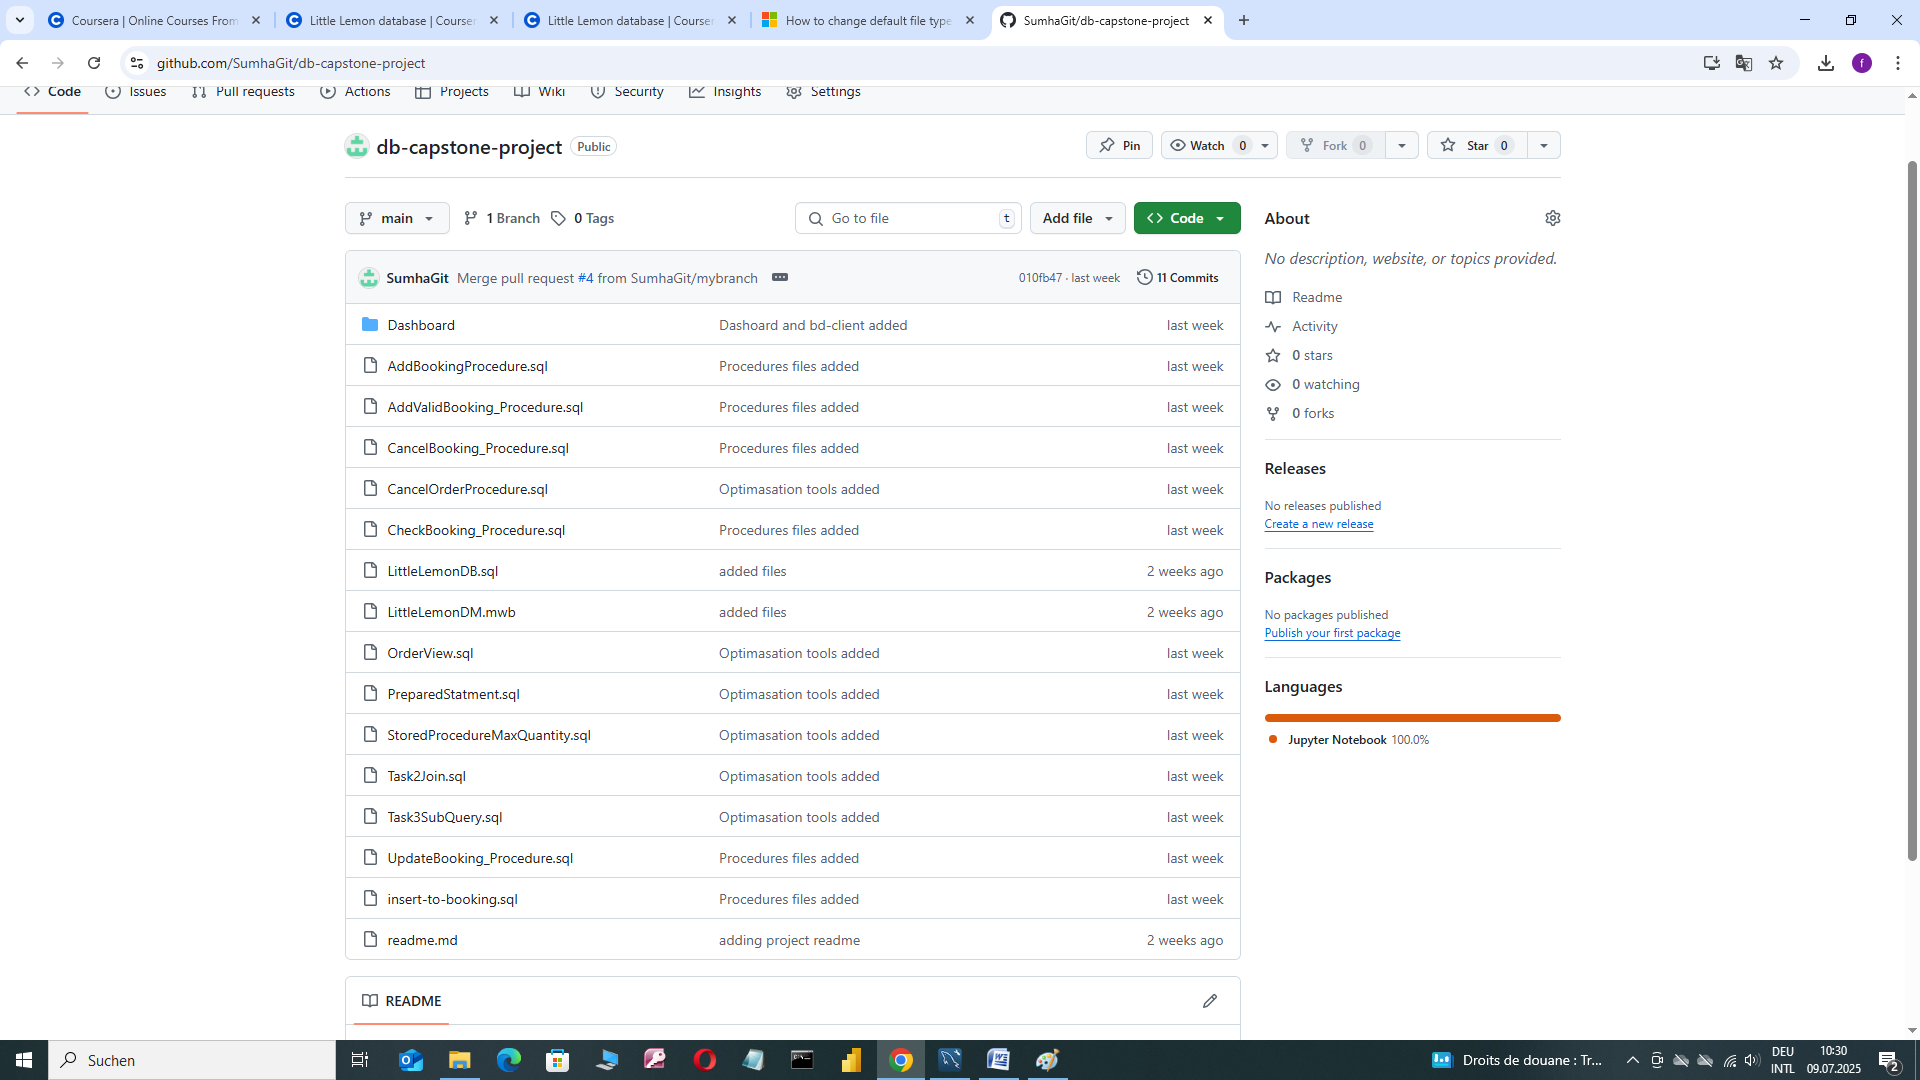 Coursera | Online Courses From
Little Lemon database | Courser
Little Lemon database | Courser
How to change default file type
SumhaGit/db-capstone-project
github.com/SumhaGit/db-capstone-project
f
Code Issues Pull requests Actions Projects Wiki Security Insights Settings
db-capstone-project Public
Pin Watch 0 Fork 0 Star 0
main 1 Branch 0 Tags
Go to file t Add file Code
SumhaGit Merge pull request #4 from SumhaGit/mybranch 010fb47 · last week 11 Commits
Dashboard Dashoard and bd-client added last week
AddBookingProcedure.sql Procedures files added last week
AddValidBooking_Procedure.sql Procedures files added last week
CancelBooking_Procedure.sql Procedures files added last week
CancelOrderProcedure.sql Optimasation tools added last week
CheckBooking_Procedure.sql Procedures files added last week
LittleLemonDB.sql added files 2 weeks ago
LittleLemonDM.mwb added files 2 weeks ago
OrderView.sql Optimasation tools added last week
PreparedStatment.sql Optimasation tools added last week
StoredProcedureMaxQuantity.sql Optimasation tools added last week
Task2Join.sql Optimasation tools added last week
Task3SubQuery.sql Optimasation tools added last week
UpdateBooking_Procedure.sql Procedures files added last week
insert-to-booking.sql Procedures files added last week
readme.md adding project readme 2 weeks ago
README
About
No description, website, or topics provided.
Readme
Activity
0 stars
0 watching
0 forks
Releases
No releases published
Create a new release
Packages
No packages published
Publish your first package
Languages
Jupyter Notebook 100.0%
Suchen
Droits de douane : Tr...
DEU
INTL
10:30
09.07.2025
2